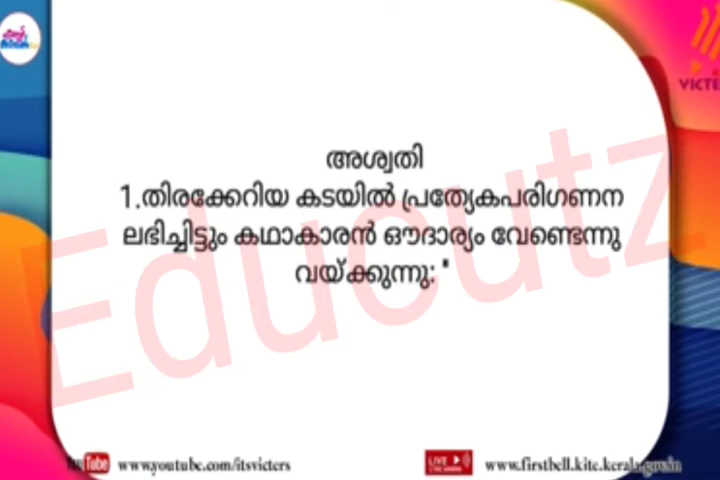 അശ്വതി
1.തിരക്കേറിയ കടയിൽ പ്രത്യേകപരിഗണന
ലഭിച്ചിട്ടും കഥാകാരൻ ഔദാര്യം വേണ്ടെന്നു
വയ്ക്കുന്നു: "
Educutz
VICTE
Tube www.youtube.com/itsvicters
LIVE www.firstbell.kite.kerala.gov.in